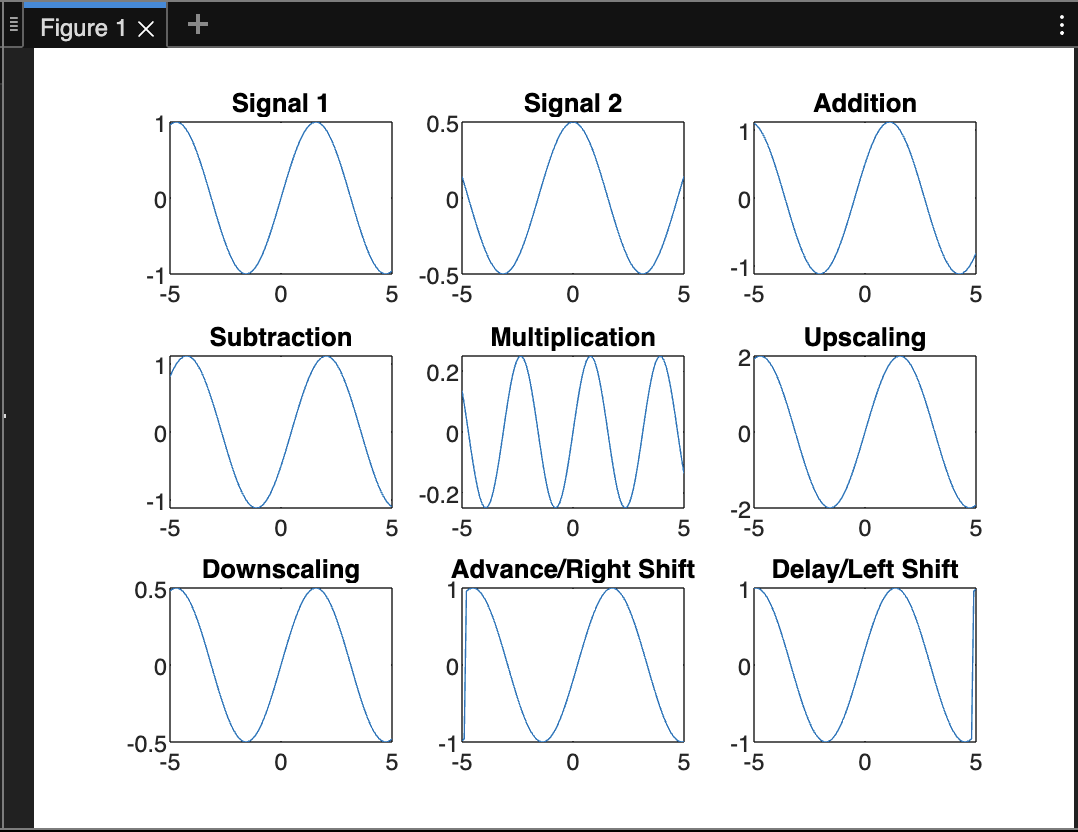 Figure 1
Signal 1
1
0
-1
-5 0 5
Signal 2
0.5
0
-0.5
-5 0 5
Addition
1
0
-1
-5 0 5
Subtraction
1
0
-1
-5 0 5
Multiplication
0.2
0
-0.2
-5 0 5
Upscaling
2
0
-2
-5 0 5
Downscaling
0.5
0
-0.5
-5 0 5
Advance/Right Shift
1
0
-1
-5 0 5
Delay/Left Shift
1
0
-1
-5 0 5